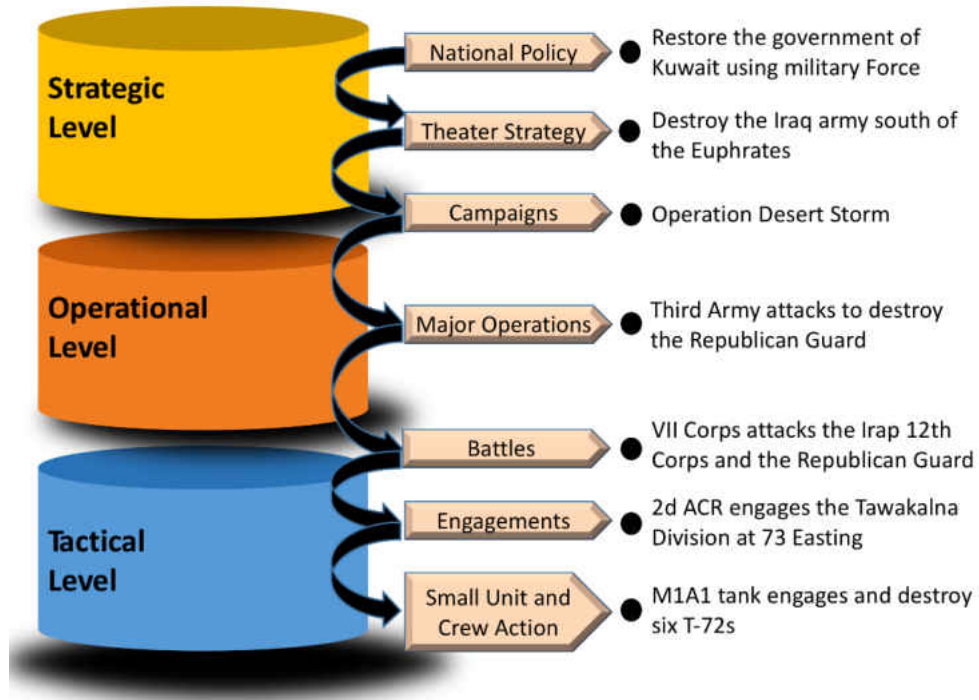 Strategic
Level
National Policy
Restore the government of
Kuwait using military Force
Theater Strategy
Destroy the Iraq army south of
the Euphrates
Campaigns
Operation Desert Storm
Operational
Level
Major Operations
Third Army attacks to destroy
the Republican Guard
Battles
VII Corps attacks the Irap 12th
Corps and the Republican Guard
Tactical
Level
Engagements
2d ACR engages the Tawakalna
Division at 73 Easting
Small Unit and
Crew Action
M1A1 tank engages and destroy
six T-72s